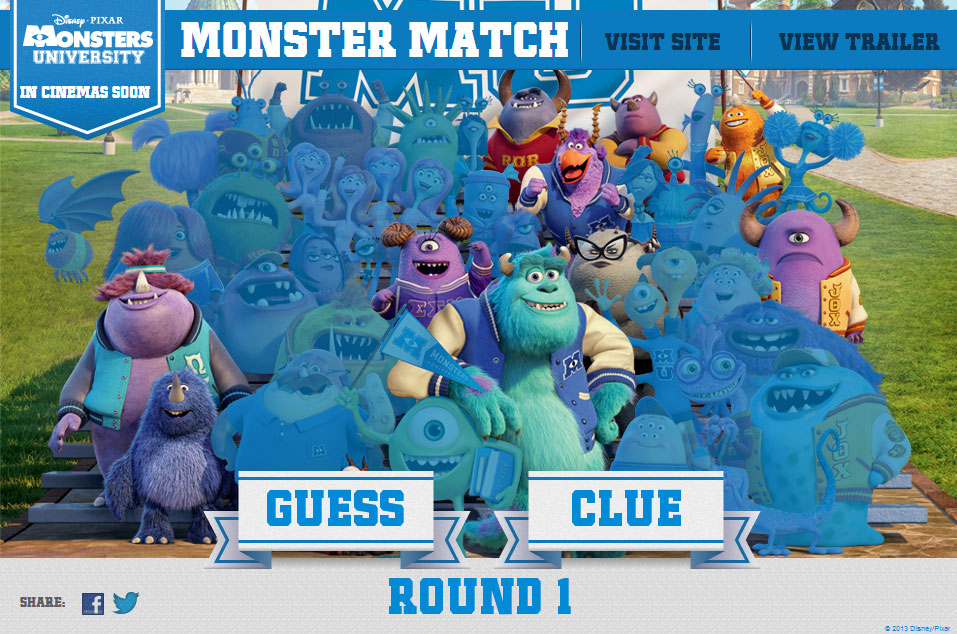 Disney · PIXAR
MONSTERS
UNIVERSITY
IN CINEMAS SOON
MONSTER MATCH
VISIT SITE
VIEW TRAILER
ROR
JOX
MONSTERS
GUESS
CLUE
ROUND 1
SHARE:
© 2013 Disney/Pixar